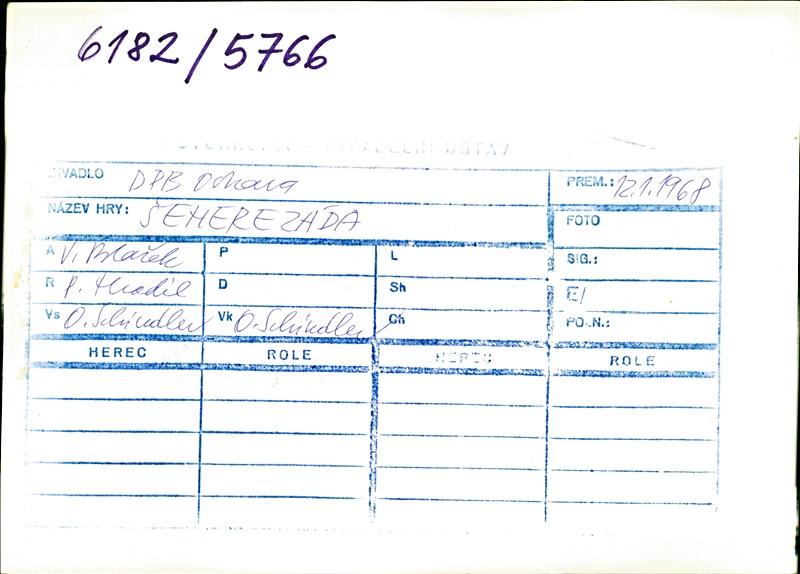 6182/5766
DIVADLO DPB Ostrava PREM.: 12.1.1968
NÁZEV HRY: ŠEHEREZÁDA FOTO
A V. Blažek P L SIG.:
R P. Hradil D Sh E/
Vs O. Schindler Vk O. Schindler Ch PO.N.:
HEREC ROLE HEREC ROLE